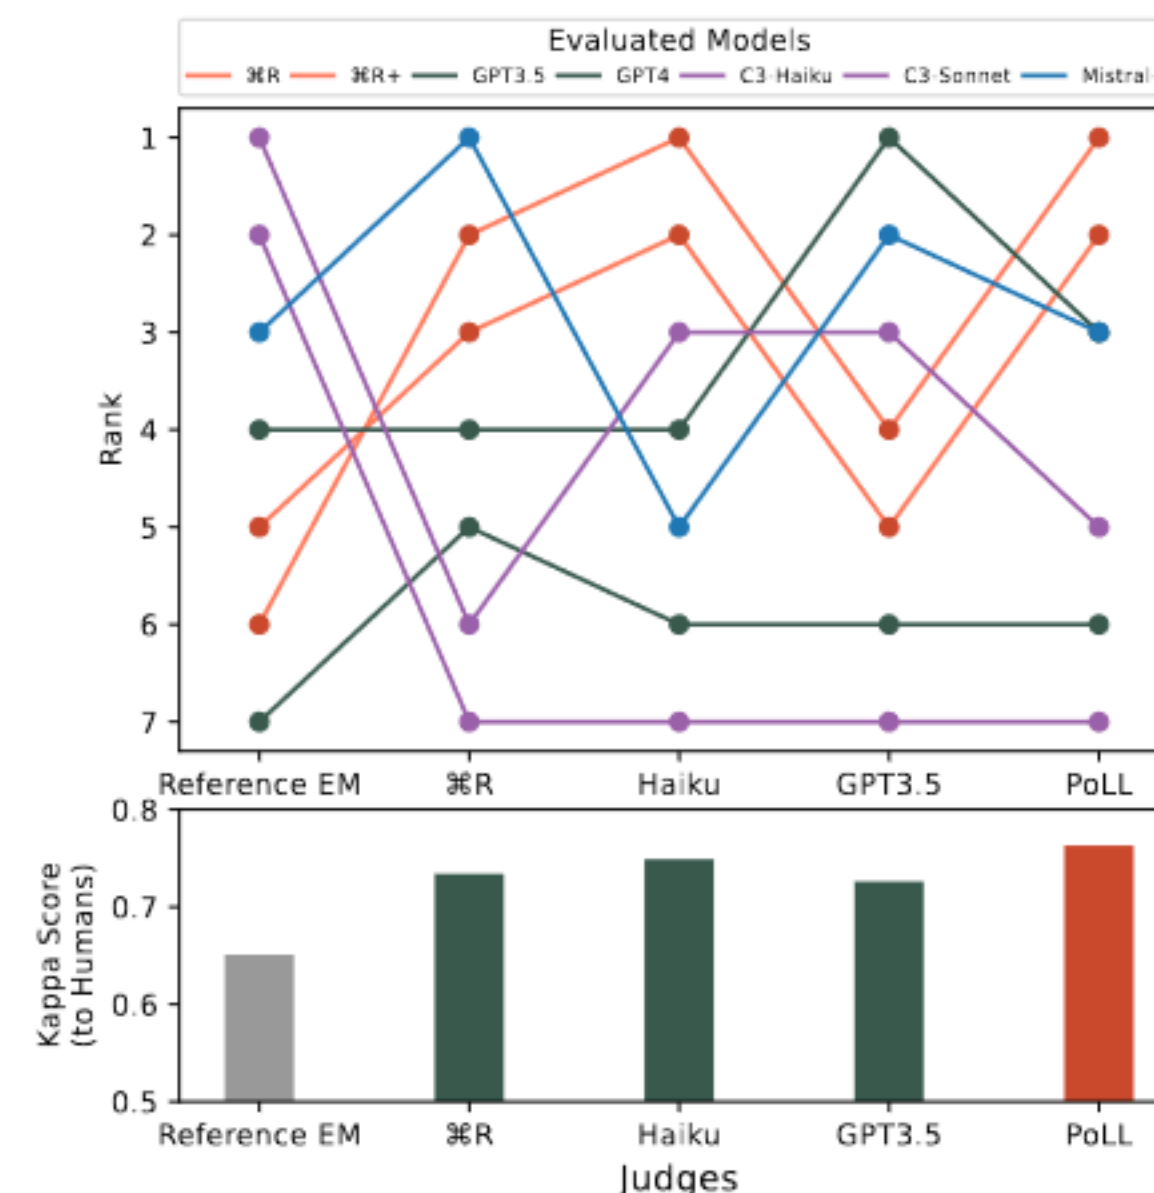 Evaluated Models
⌘R ⌘R+ GPT3.5 GPT4 C3-Haiku C3-Sonnet Mistral-
1
2
3
4
5
6
7
Rank
Reference EM ⌘R Haiku GPT3.5 PoLL
0.8
0.7
0.6
0.5
Kappa Score
(to Humans)
Reference EM ⌘R Haiku GPT3.5 PoLL
Judges